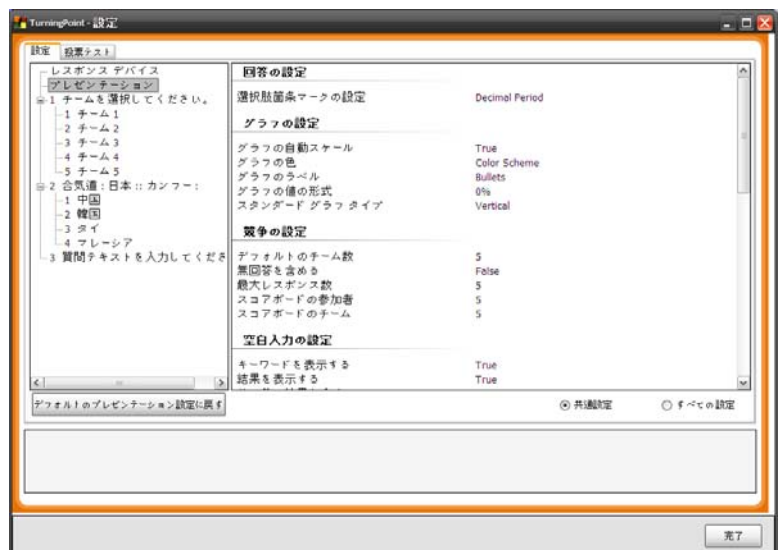 TurningPoint - 設定
設定 投票テスト
レスポンス デバイス
プレゼンテーション
1 チームを選択してください。
1 チーム 1
2 チーム 2
3 チーム 3
4 チーム 4
5 チーム 5
2 合気道 : 日本 :: カンフー :
1 中国
2 韓国
3 タイ
4 マレーシア
3 質問テキストを入力してくださ
回答の設定
選択肢箇条マークの設定 Decimal Period
グラフの設定
グラフの自動スケール True
グラフの色 Color Scheme
グラフのラベル Bullets
グラフの値の形式 0%
スタンダード グラフ タイプ Vertical
競争の設定
デフォルトのチーム数 5
無回答を含める False
最大レスポンス数 5
スコアボードの参加者 5
スコアボードのチーム 5
空白入力の設定
キーワードを表示する True
結果を表示する True
デフォルトのプレゼンテーション設定に戻す
共通設定 すべての設定
完了